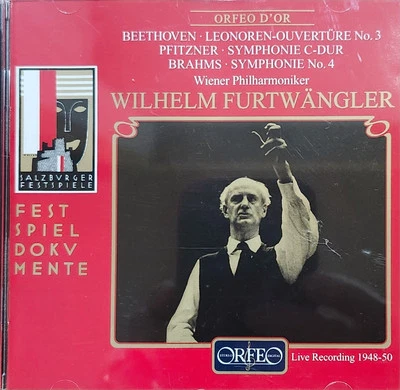 ORFEO D'OR
BEETHOVEN · LEONOREN-OUVERTÜRE No. 3
PFITZNER · SYMPHONIE C-DUR
BRAHMS · SYMPHONIE No. 4
Wiener Philharmoniker
WILHELM FURTWÄNGLER
SALZBURGER
FESTSPIELE
FEST
SPIEL
DOKV
MENTE
ORFEO
Live Recording 1948-50